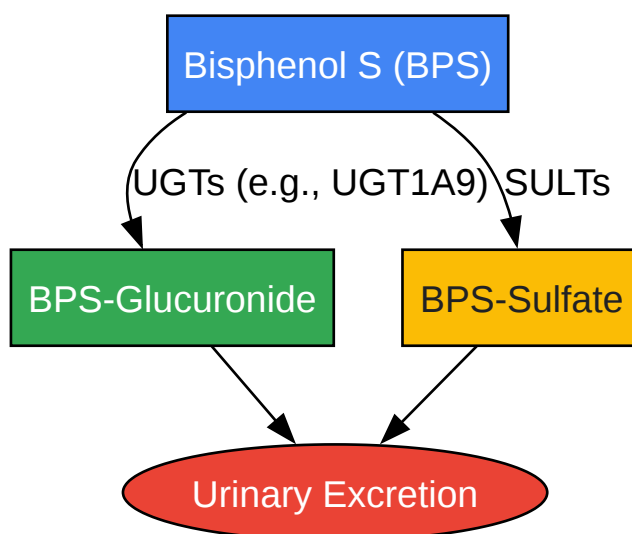 Bisphenol S (BPS)
UGTs (e.g., UGT1A9)
SULTs
BPS-Glucuronide
BPS-Sulfate
Urinary Excretion